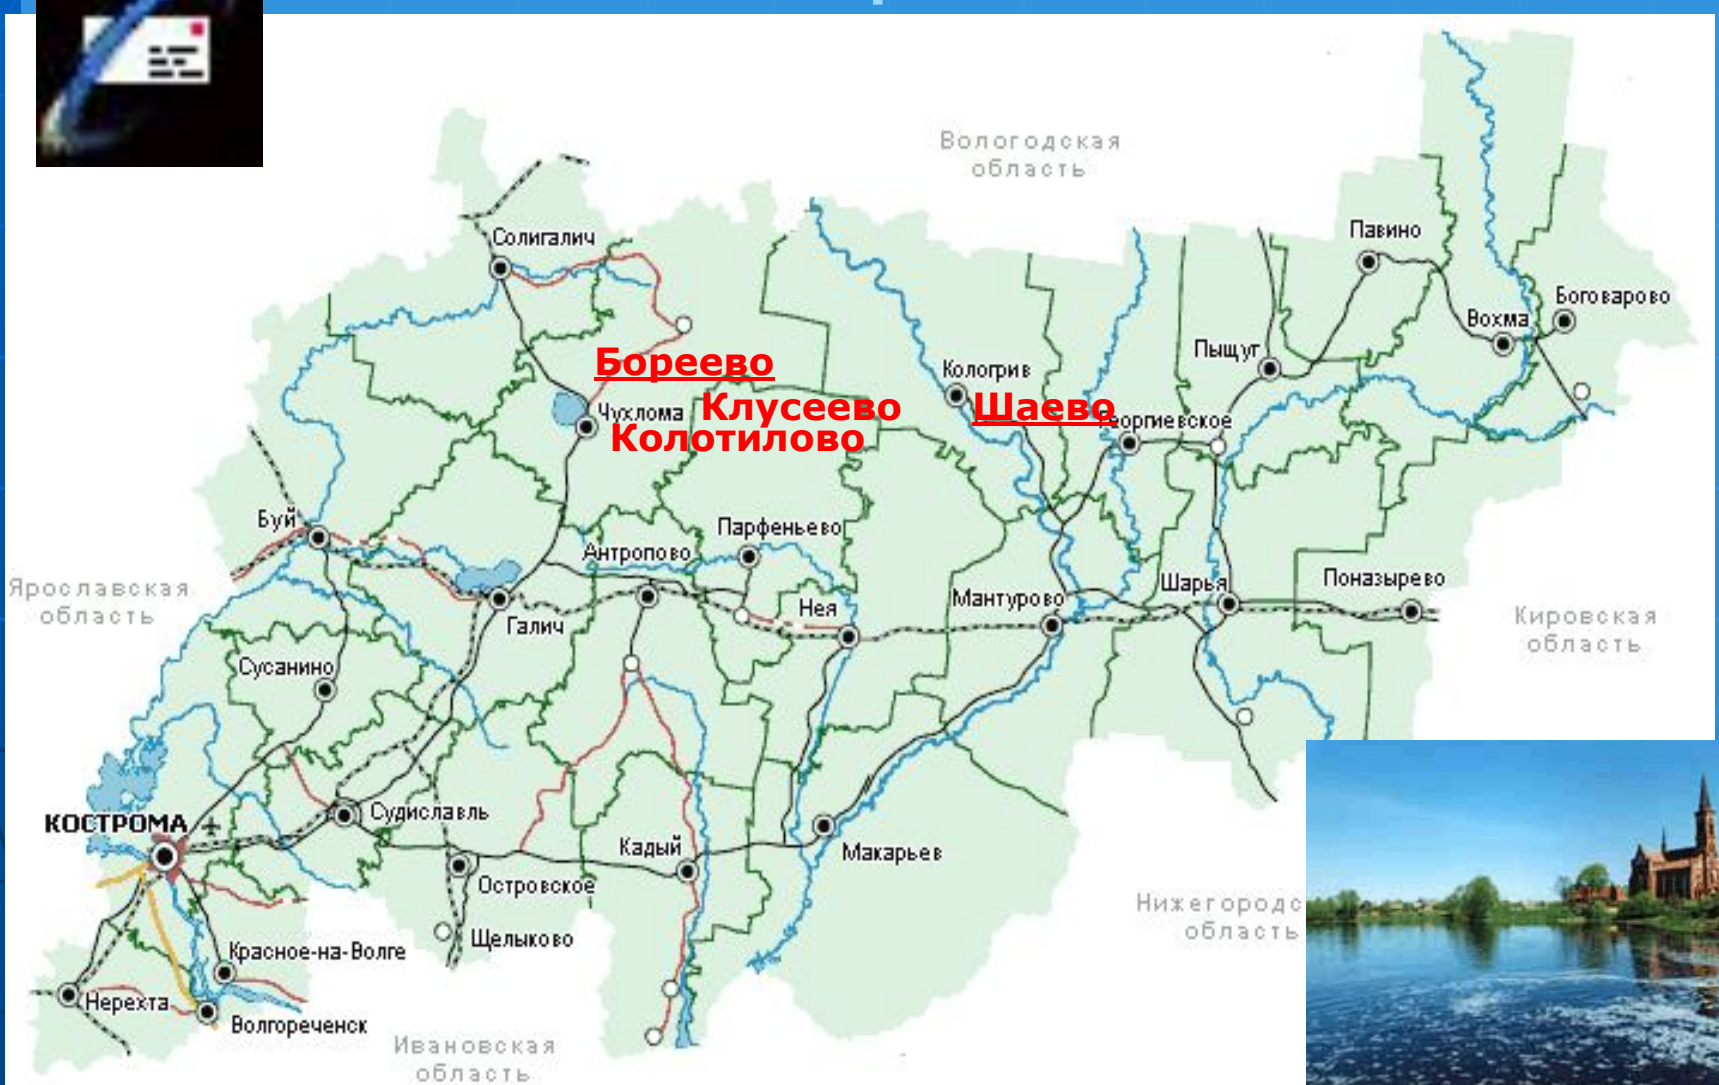 Вологодская
область
Солигалич
Павино
Боговарово
Вохма
Пыщуг
Бореево
Кологрив
Чухлома
Клусеево
Шаево
Георгиевское
Колотилово
Буй
Парфеньево
Антропово
Ярославская
область
Нея
Мантурово
Шарья
Поназырево
Галич
Кировская
область
Сусанино
Судиславль
КОСТРОМА
Кадый
Макарьев
Островское
Нижегородс
область
Щелыково
Красное-на-Волге
Нерехта
Волгореченск
Ивановская
область